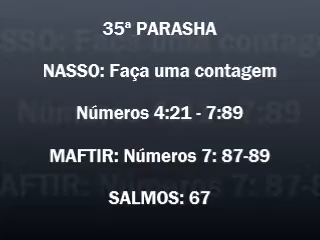 35ª PARASHA
NASSO: Faça uma contagem
Números 4:21 - 7:89
MAFTIR: Números 7: 87-89
SALMOS: 67